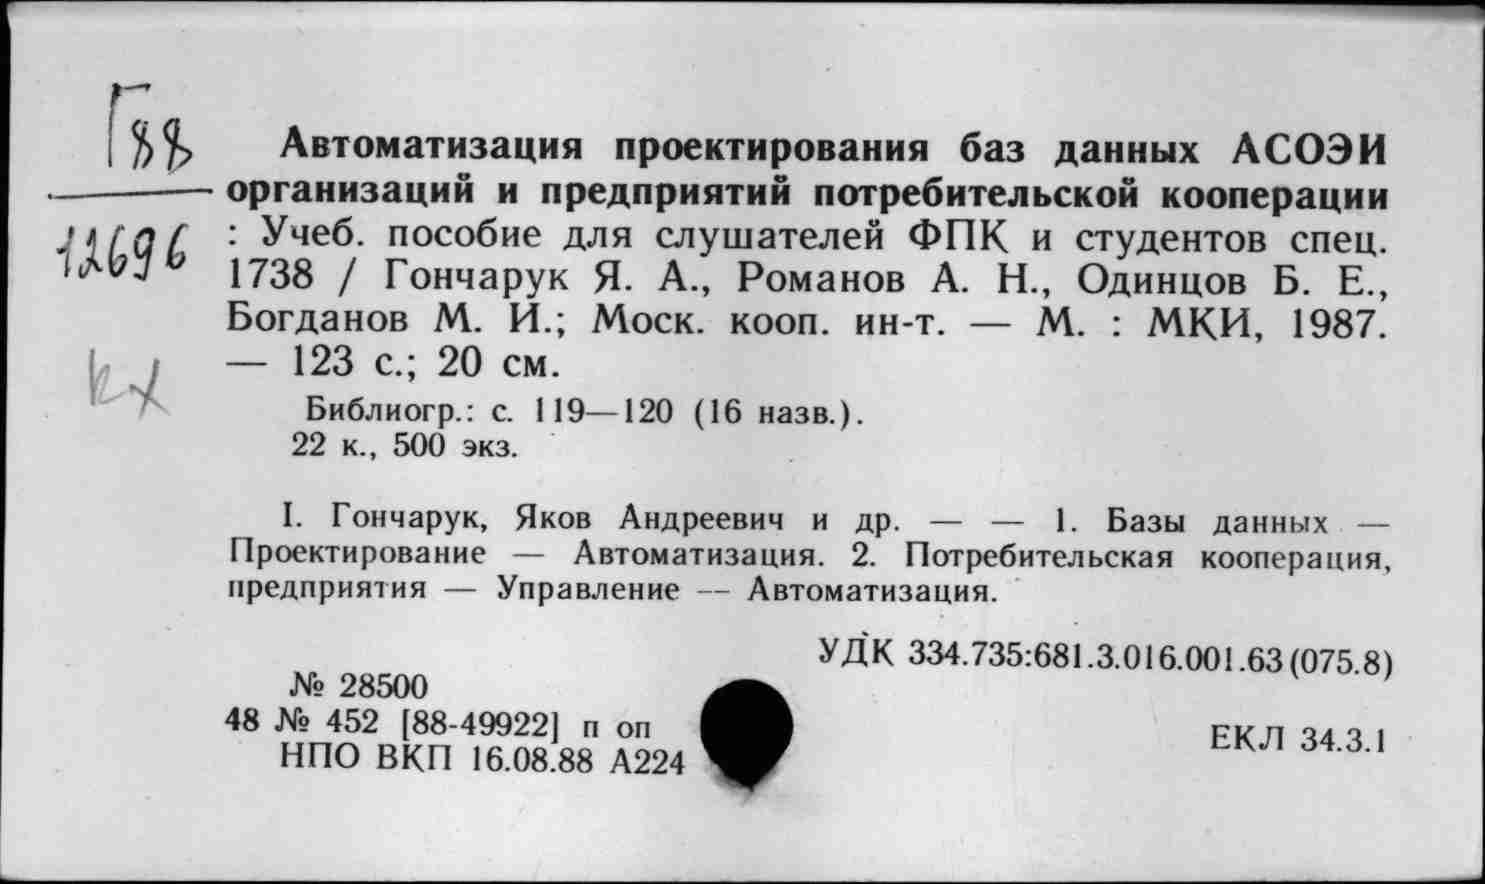 Г88
12696
Автоматизация проектирования баз данных АСОЭИ
организаций и предприятий потребительской кооперации
: Учеб. пособие для слушателей ФПК и студентов спец.
1738 / Гончарук Я. А., Романов А. Н., Одинцов Б. Е.,
Богданов М. И.; Моск. кооп. ин-т. — М. : МКИ, 1987.
— 123 с.; 20 см.
Библиогр.: с. 119—120 (16 назв.).
22 к., 500 экз.
I. Гончарук, Яков Андреевич и др. — — 1. Базы данных —
Проектирование — Автоматизация. 2. Потребительская кооперация,
предприятия — Управление — Автоматизация.
УДК 334.735:681.3.016.001.63(075.8)
№ 28500
48 № 452 [88-49922] п оп
НПО ВКП 16.08.88 А224
ЕКЛ 34.3.1